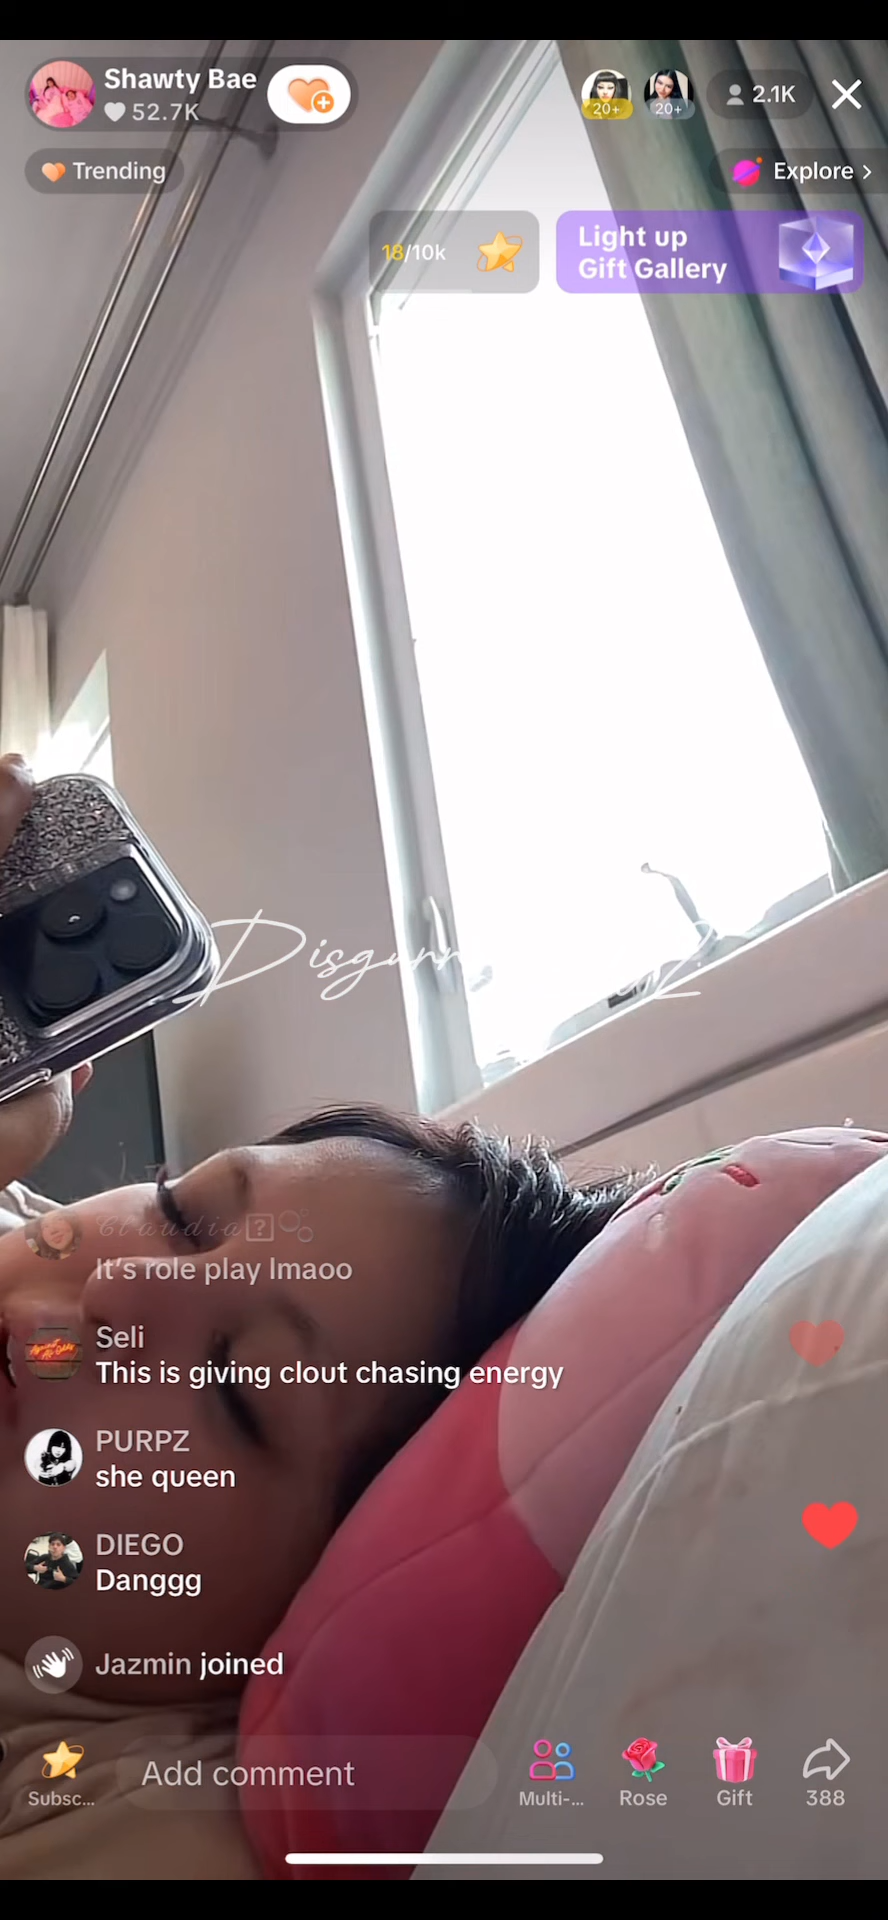 Shawty Bae
52.7K
20+
20+
2.1K
Trending
Explore >
18/10k
Light up
Gift Gallery
Claudia
It's role play lmaoo
Seli
This is giving clout chasing energy
PURPZ
she queen
DIEGO
Danggg
Jazmin joined
Subsc...
Add comment
Multi-...
Rose
Gift
388